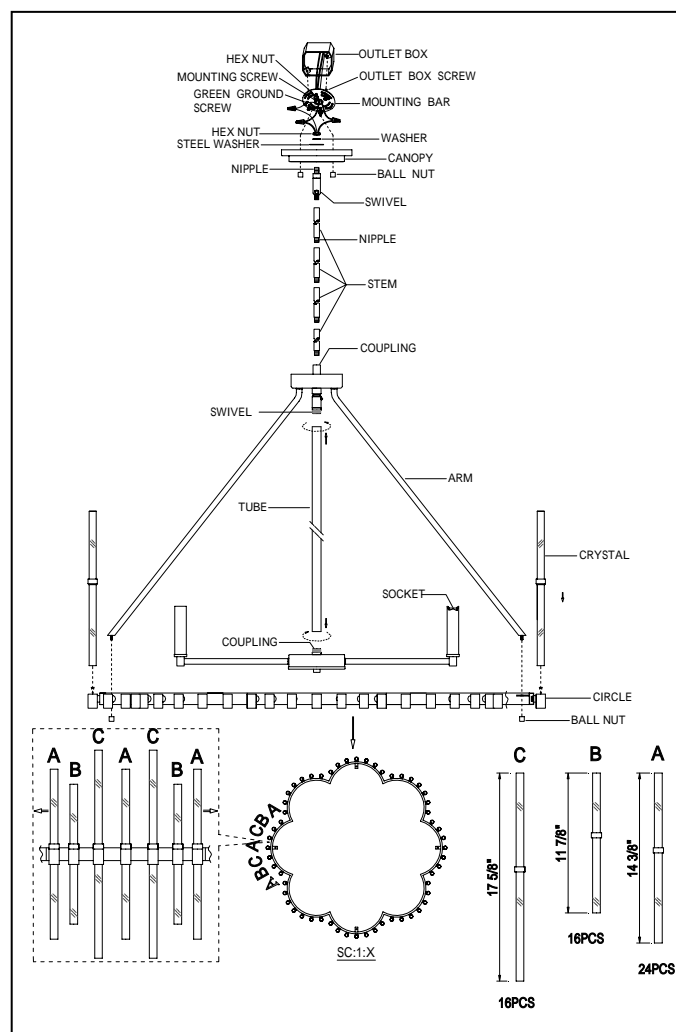 OUTLET BOX
HEX NUT
MOUNTING SCREW
OUTLET BOX SCREW
GREEN GROUND
SCREW
MOUNTING BAR
HEX NUT
WASHER
STEEL WASHER
CANOPY
NIPPLE
BALL NUT
SWIVEL
NIPPLE
STEM
COUPLING
SWIVEL
ARM
TUBE
CRYSTAL
SOCKET
COUPLING
CIRCLE
BALL NUT
A B C A C B A
ABC A CBA
SC:1:X
C B A
17 5/8"
11 7/8"
14 3/8"
16PCS
16PCS
24PCS